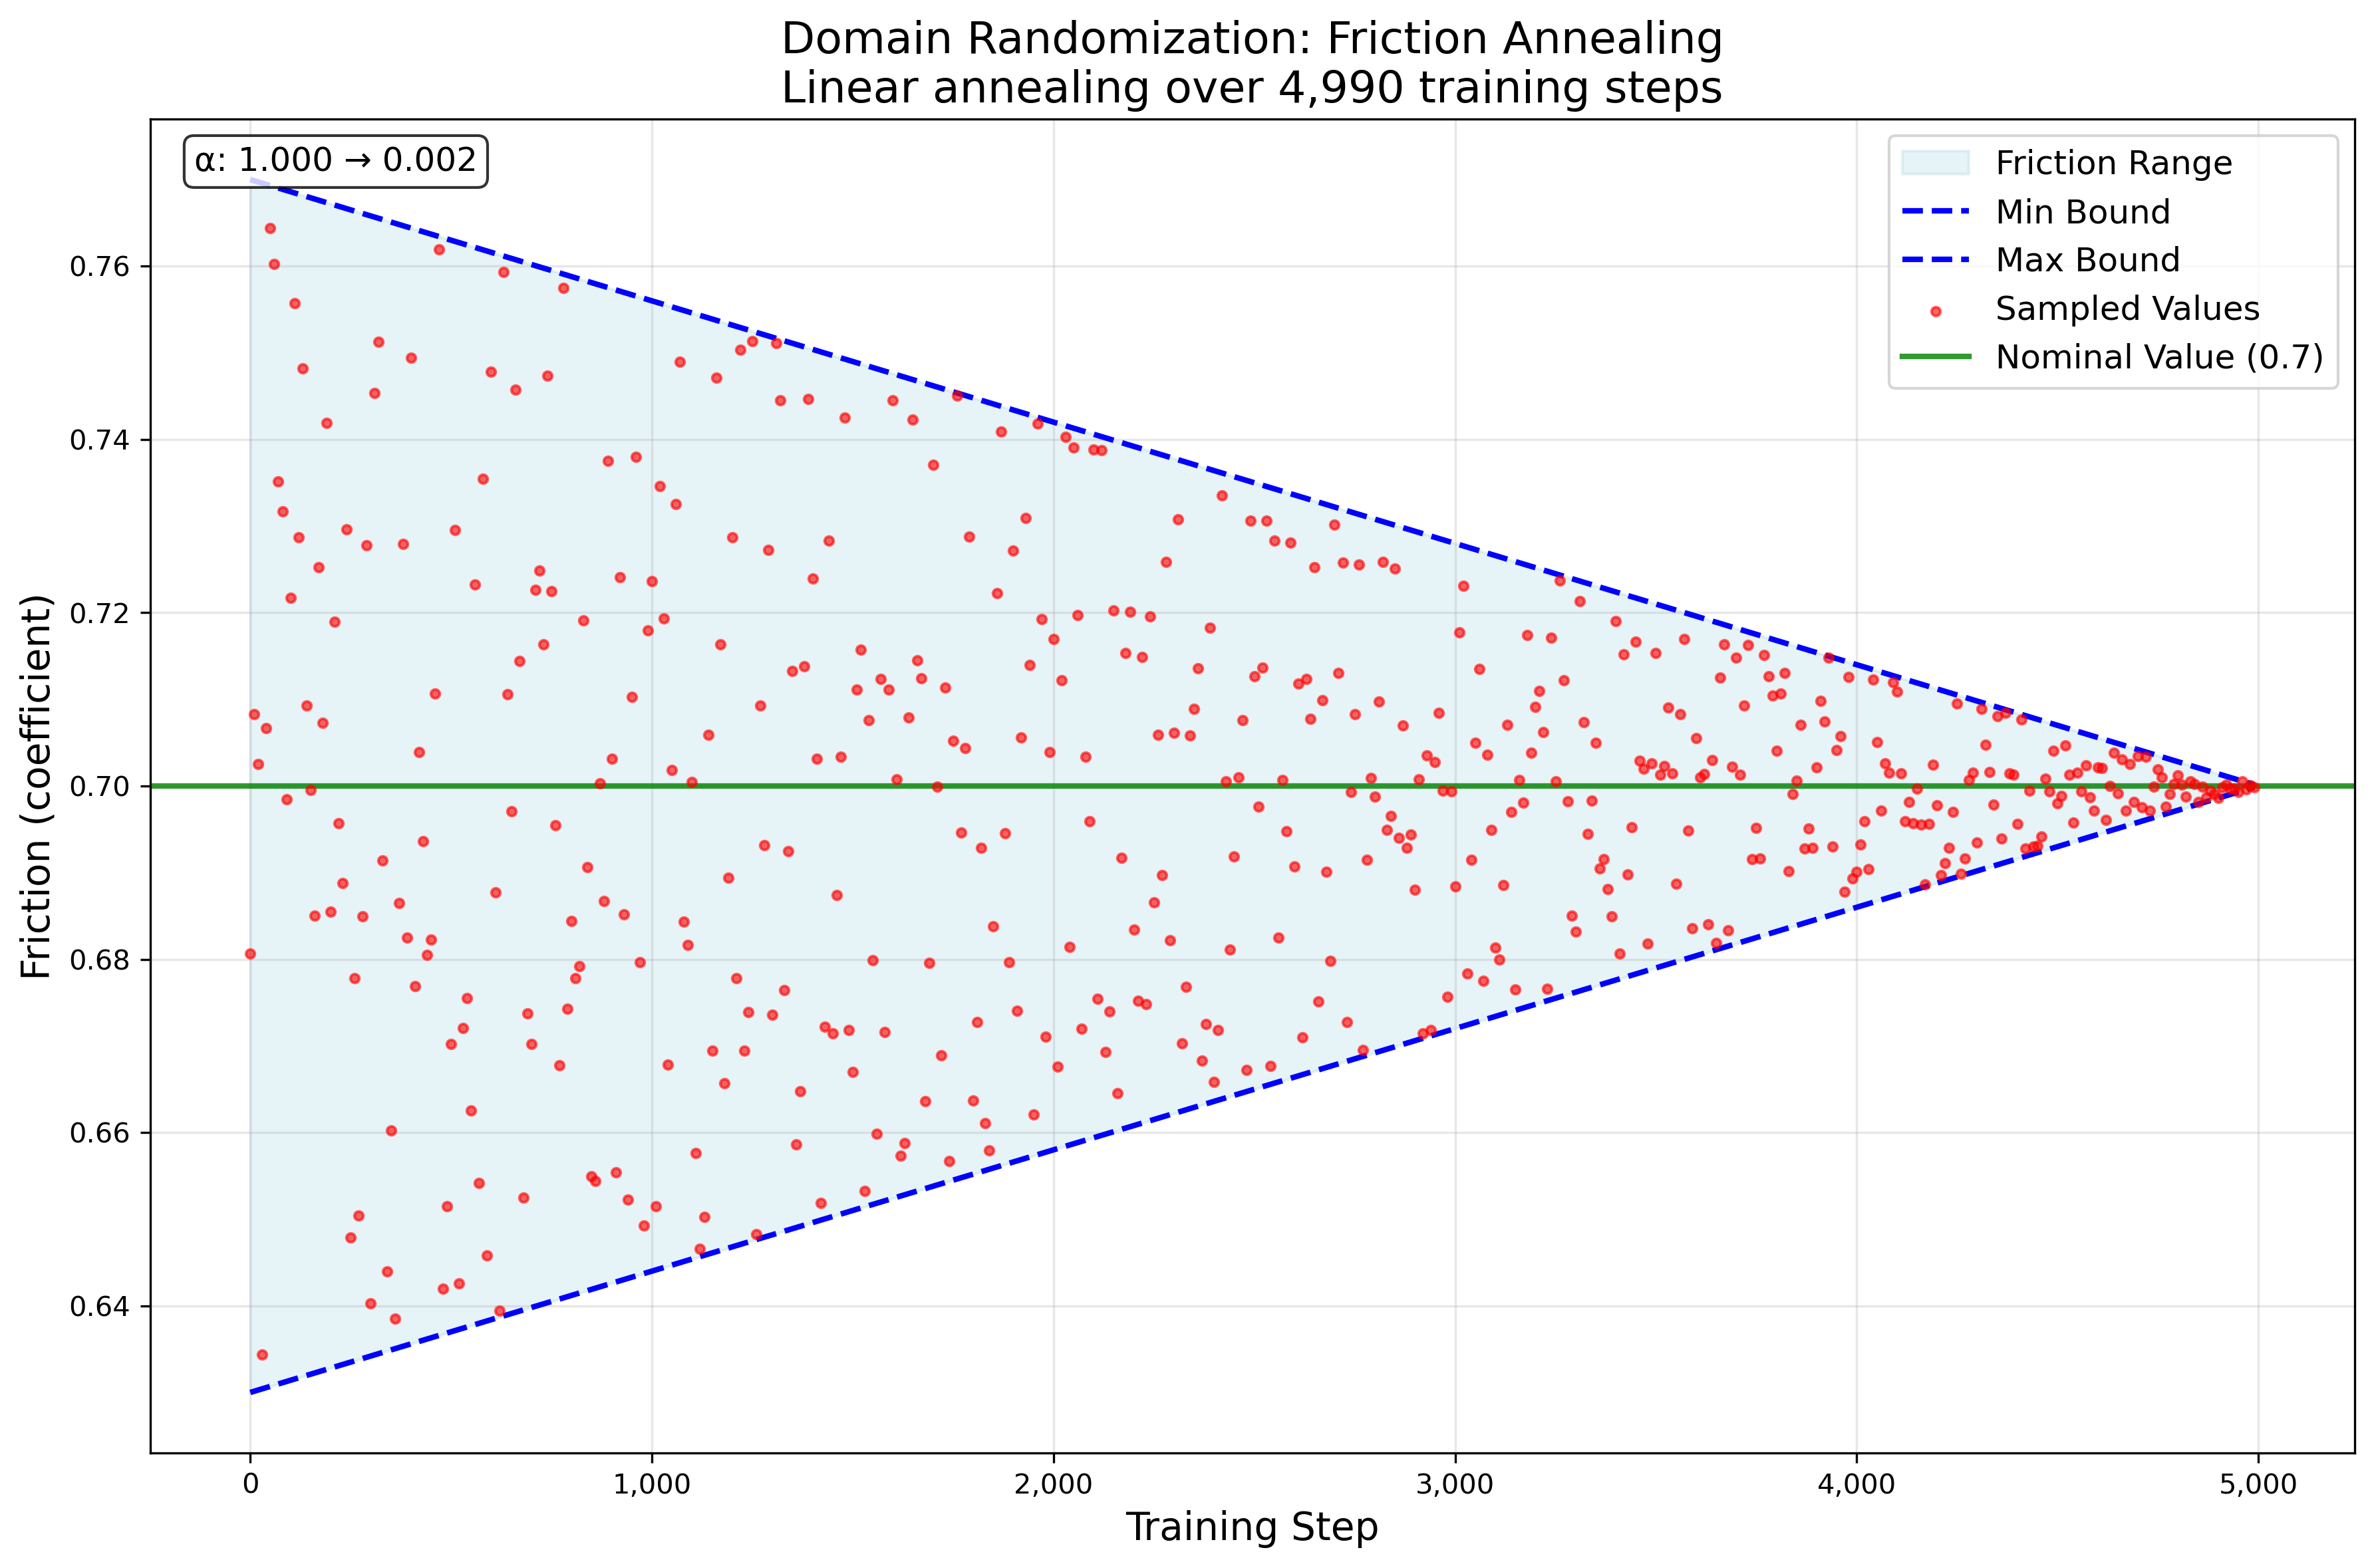 Domain Randomization: Friction Annealing
Linear annealing over 4,990 training steps
α: 1.000 → 0.002
Friction Range
Min Bound
Max Bound
Sampled Values
Nominal Value (0.7)
Friction (coefficient)
0.76
0.74
0.72
0.70
0.68
0.66
0.64
0
1,000
2,000
3,000
4,000
5,000
Training Step